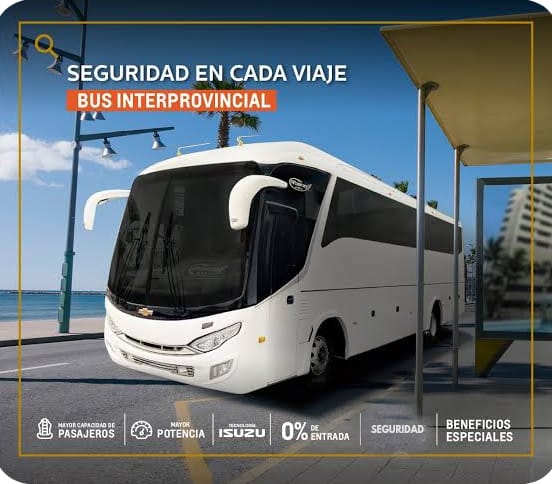 SEGURIDAD EN CADA VIAJE
BUS INTERPROVINCIAL
MAYOR CAPACIDAD DE
PASAJEROS
MAYOR
POTENCIA
TECNOLOGÍA
ISUZU
0% DE
ENTRADA
SEGURIDAD
BENEFICIOS
ESPECIALES